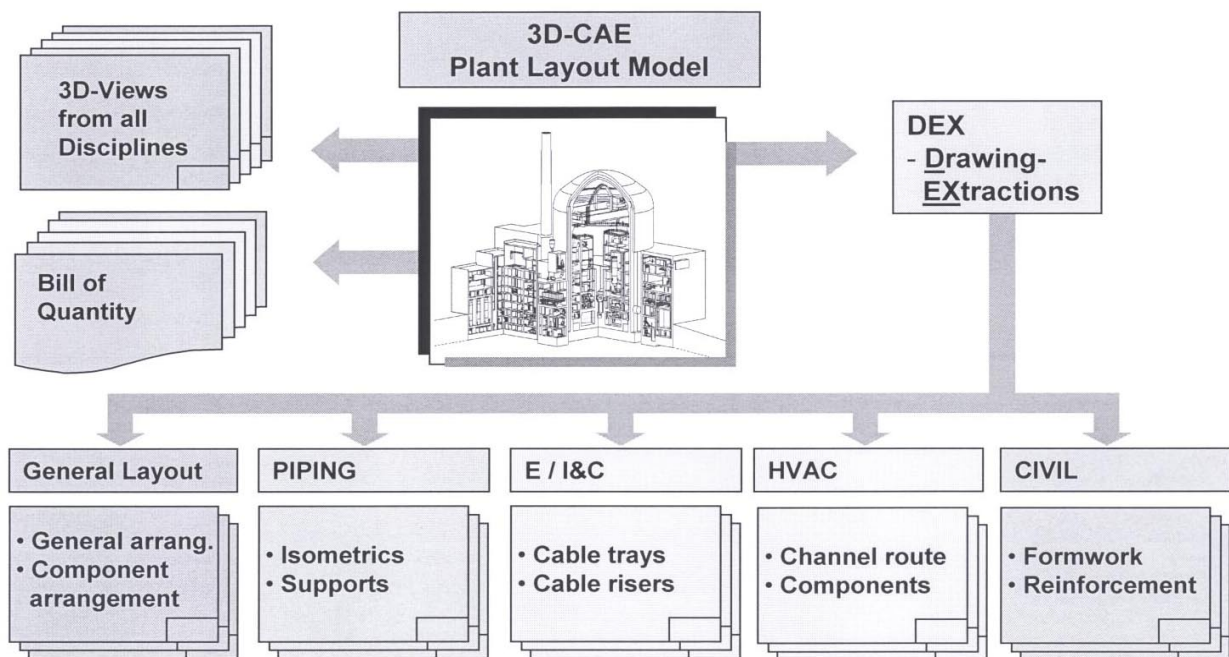 3D-CAE
Plant Layout Model
3D-Views
from all
Disciplines
DEX
- Drawing-
EXtractions
Bill of
Quantity
General Layout
• General arrang.
• Component
arrangement
PIPING
• Isometrics
• Supports
E / I&C
• Cable trays
• Cable risers
HVAC
• Channel route
• Components
CIVIL
• Formwork
• Reinforcement